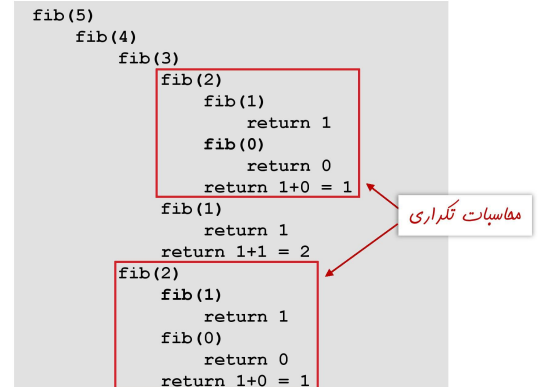 fib(5)
fib(4)
fib(3)
fib(2)
fib(1)
return 1
fib(0)
return 0
return 1+0 = 1
fib(1)
return 1
return 1+1 = 2
fib(2)
fib(1)
return 1
fib(0)
return 0
return 1+0 = 1
محاسبات تکراری